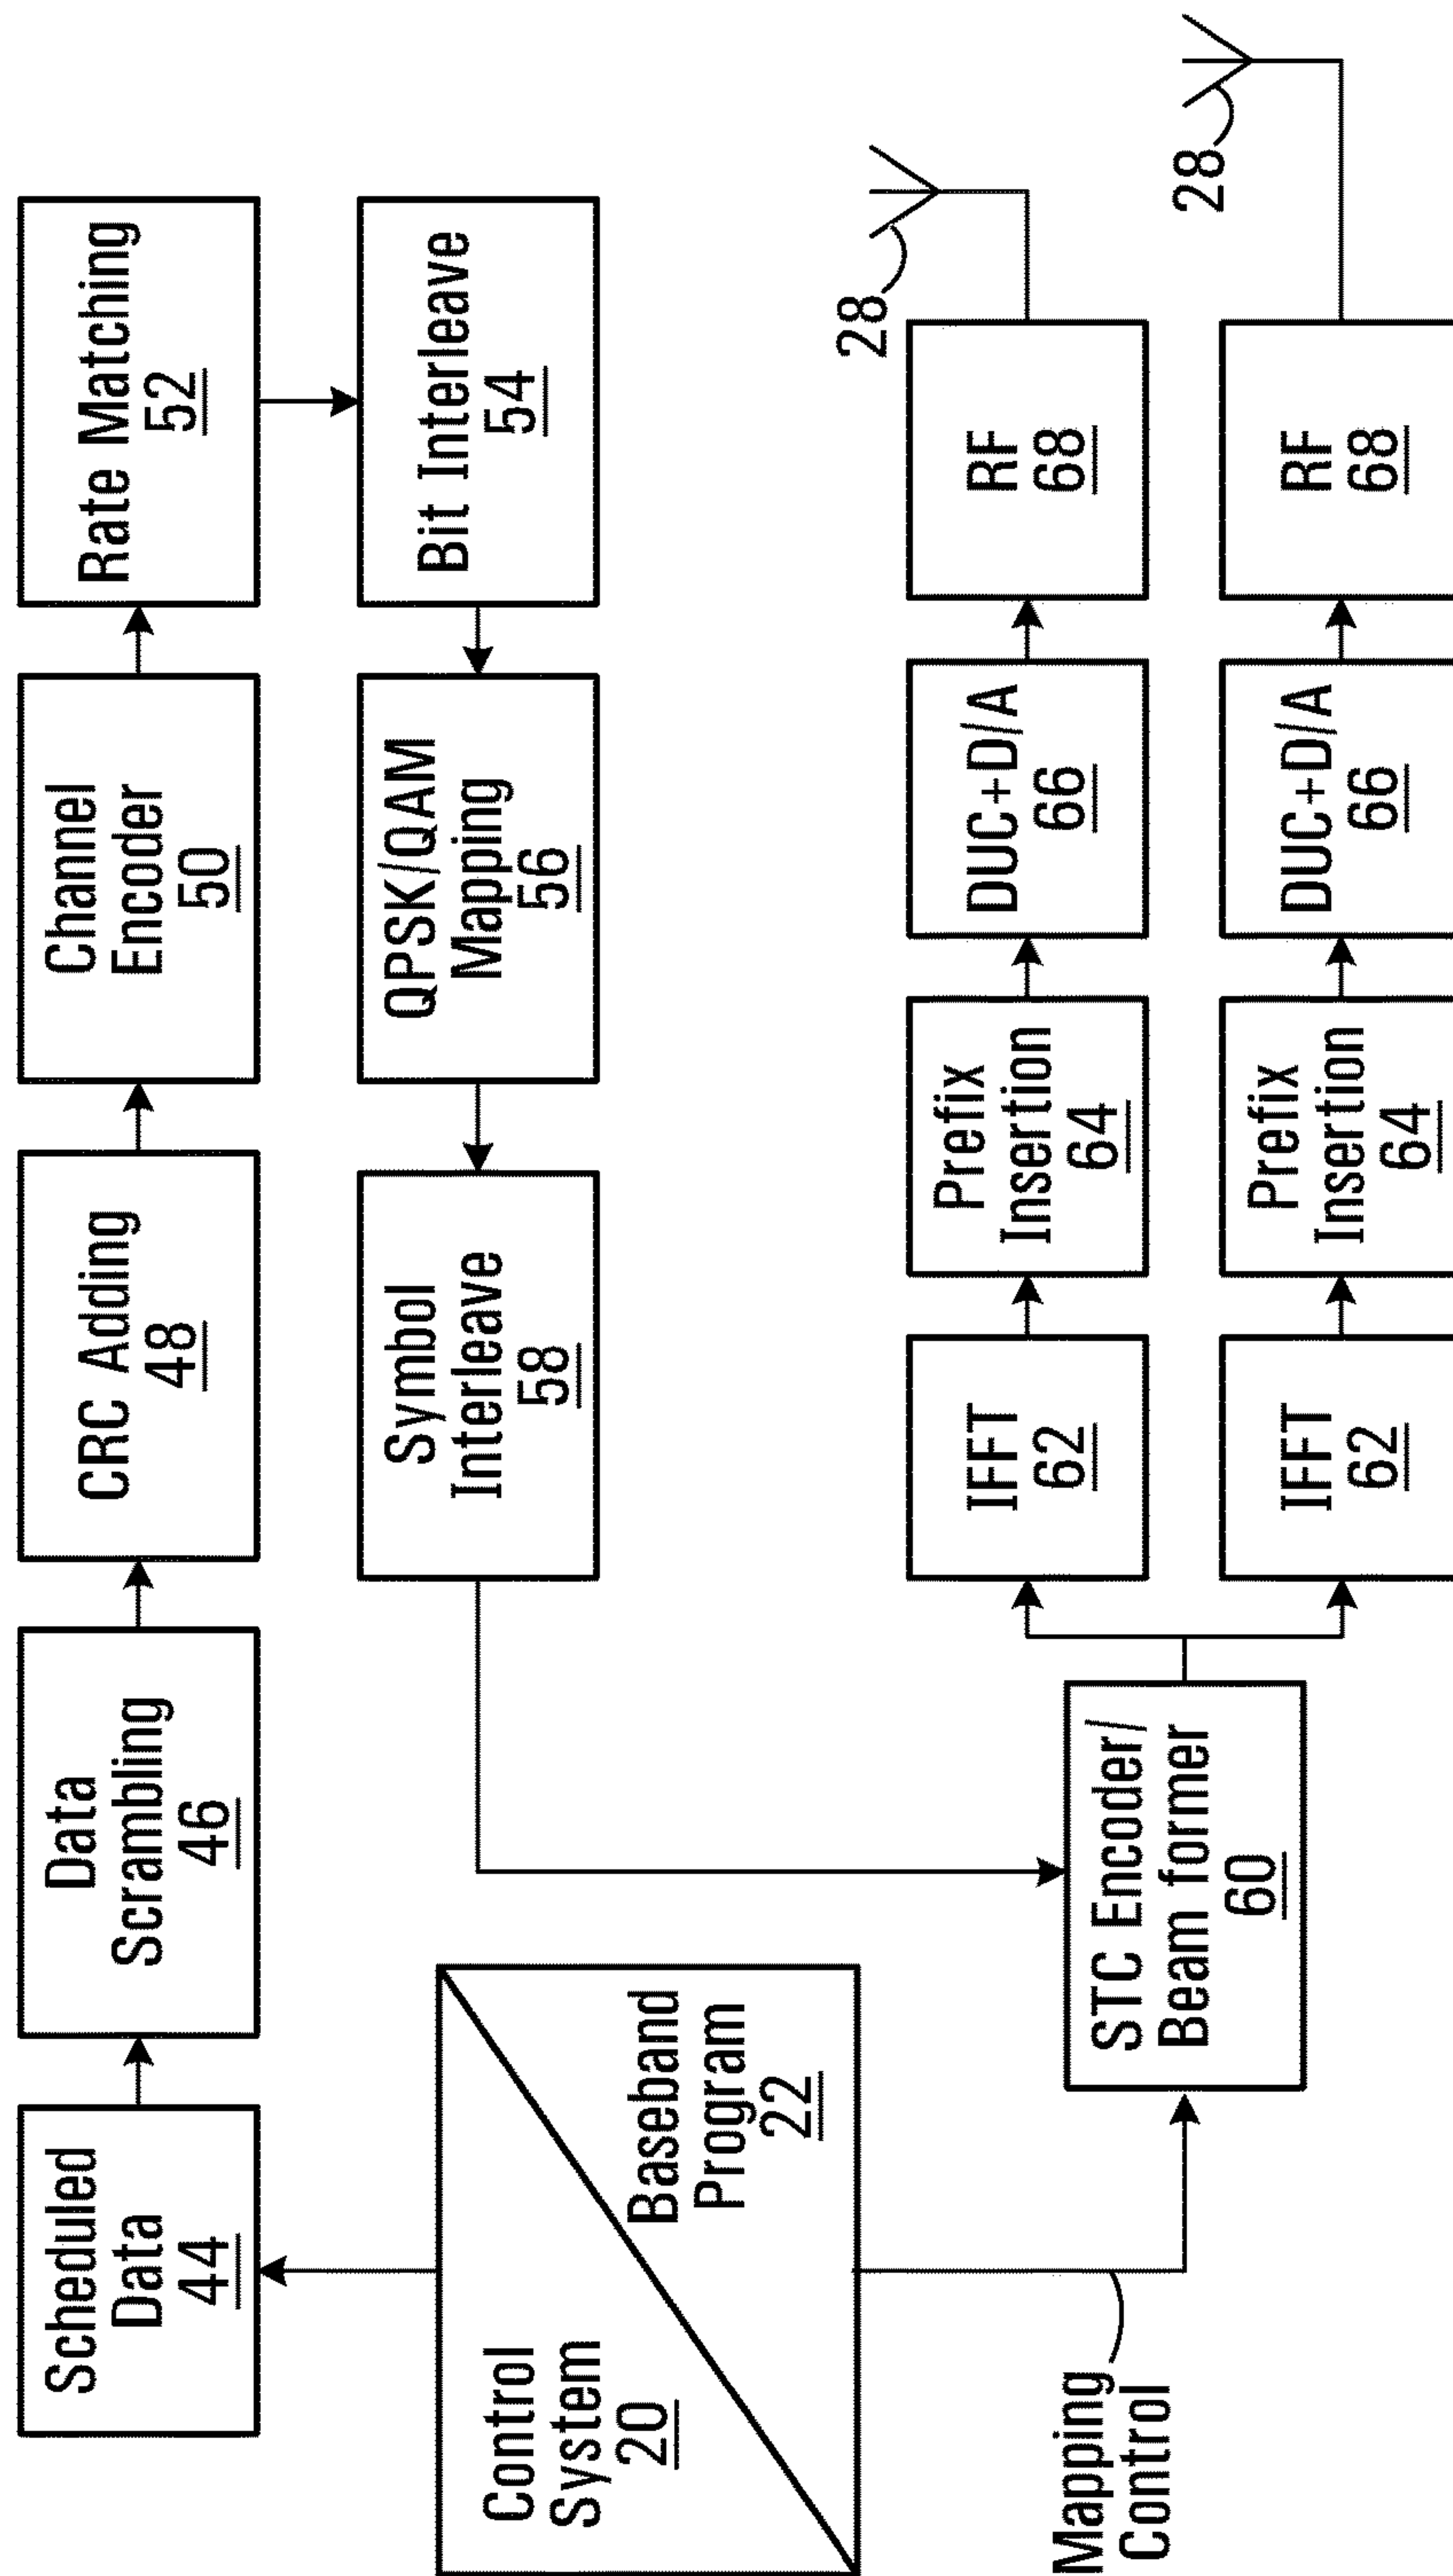 Scheduled
Data
44
Data
Scrambling
46
CRC Adding
48
Channel
Encoder
50
Rate Matching
52
Bit Interleave
54
QPSK/QAM
Mapping
56
Symbol
Interleave
58
Control
System
20
Baseband
Program
22
Mapping
Control
STC Encoder/
Beam former
60
IFFT
62
Prefix
Insertion
64
DUC+D/A
66
RF
68
28
IFFT
62
Prefix
Insertion
64
DUC+D/A
66
RF
68
28